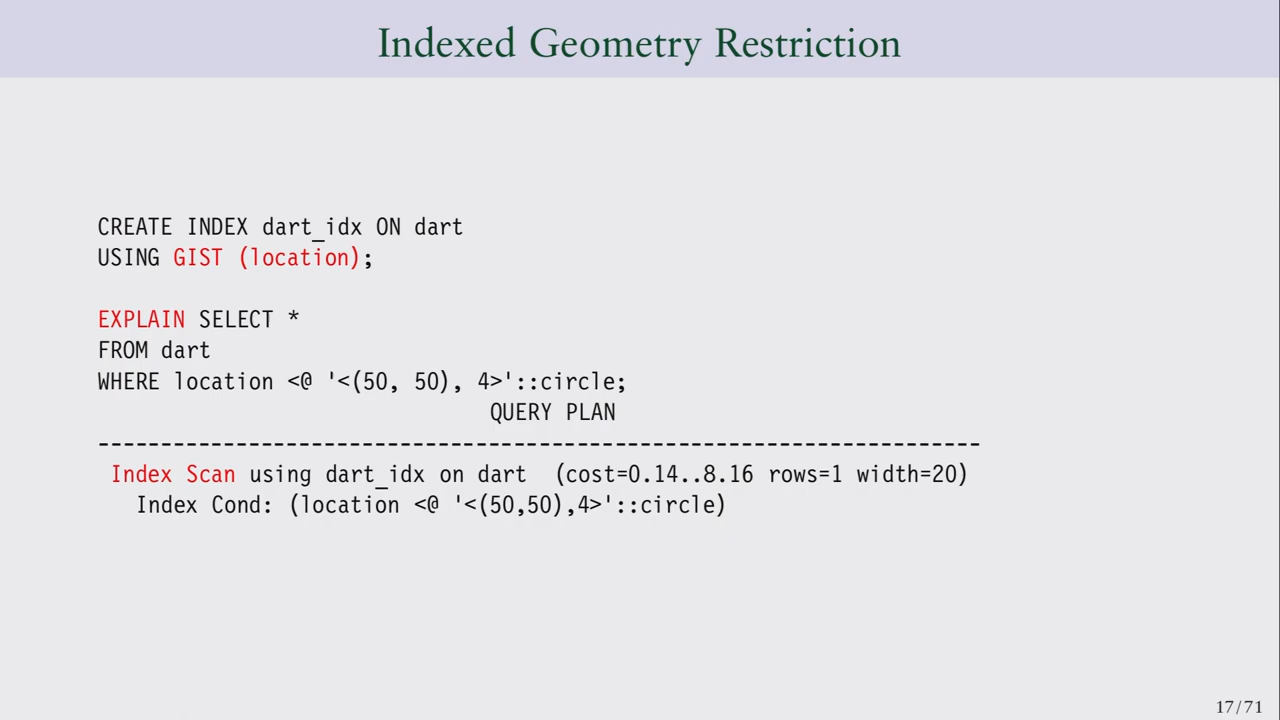 Indexed Geometry Restriction
CREATE INDEX dart_idx ON dart
USING GIST (location);
EXPLAIN SELECT *
FROM dart
WHERE location <@ '<(50, 50), 4>'::circle;
QUERY PLAN
----------------------------------------------------------------------
Index Scan using dart_idx on dart  (cost=0.14..8.16 rows=1 width=20)
Index Cond: (location <@ '<(50,50),4>'::circle)
17/71